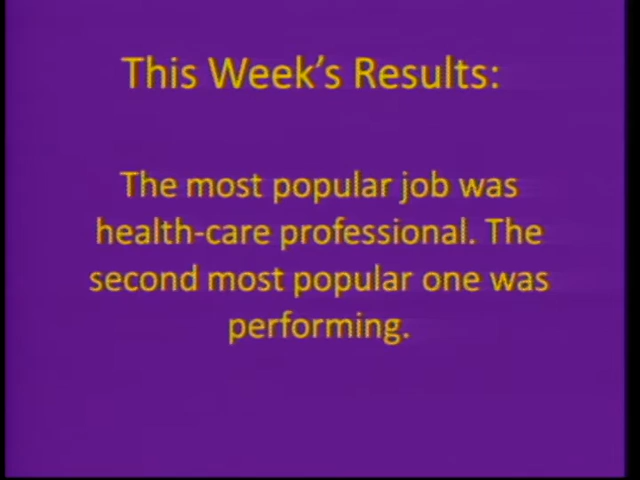 This Week’s Results:
The most popular job was
health-care professional. The
second most popular one was
performing.